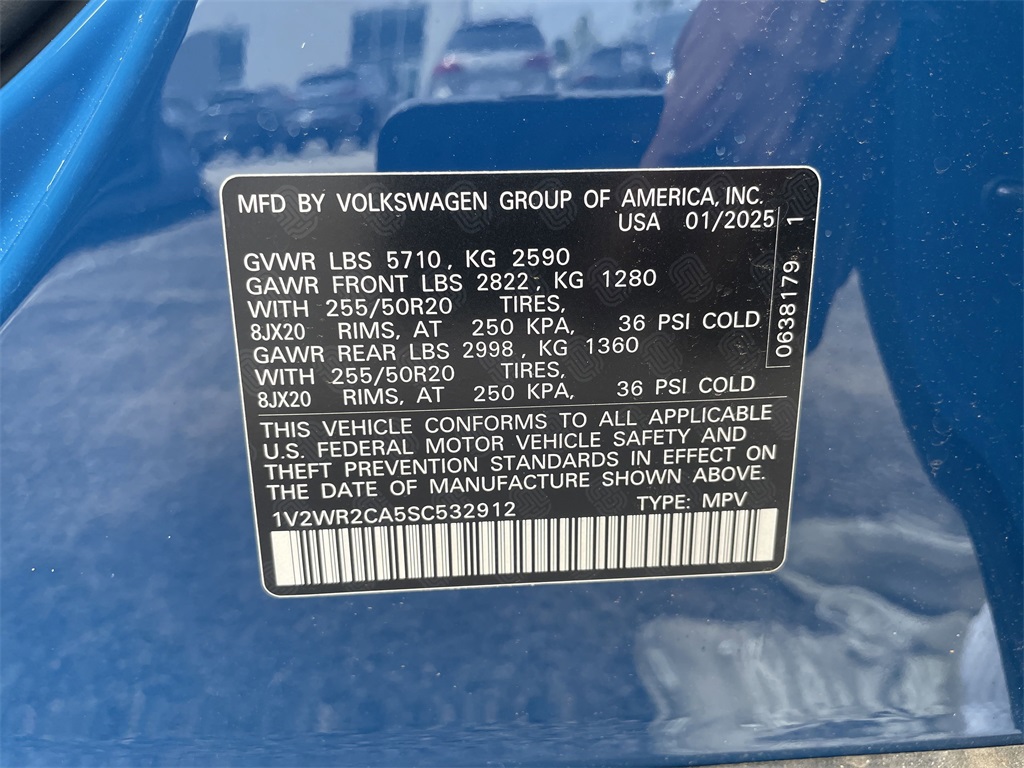 MFD BY VOLKSWAGEN GROUP OF AMERICA, INC.
USA 01/2025
GVWR LBS 5710, KG 2590
GAWR FRONT LBS 2822, KG 1280
WITH 255/50R20 TIRES,
8JX20 RIMS, AT 250 KPA, 36 PSI COLD
GAWR REAR LBS 2998, KG 1360
WITH 255/50R20 TIRES,
8JX20 RIMS, AT 250 KPA, 36 PSI COLD
0638179 1
THIS VEHICLE CONFORMS TO ALL APPLICABLE
U.S. FEDERAL MOTOR VEHICLE SAFETY AND
THEFT PREVENTION STANDARDS IN EFFECT ON
THE DATE OF MANUFACTURE SHOWN ABOVE.
1V2WR2CA5SC532912 TYPE: MPV